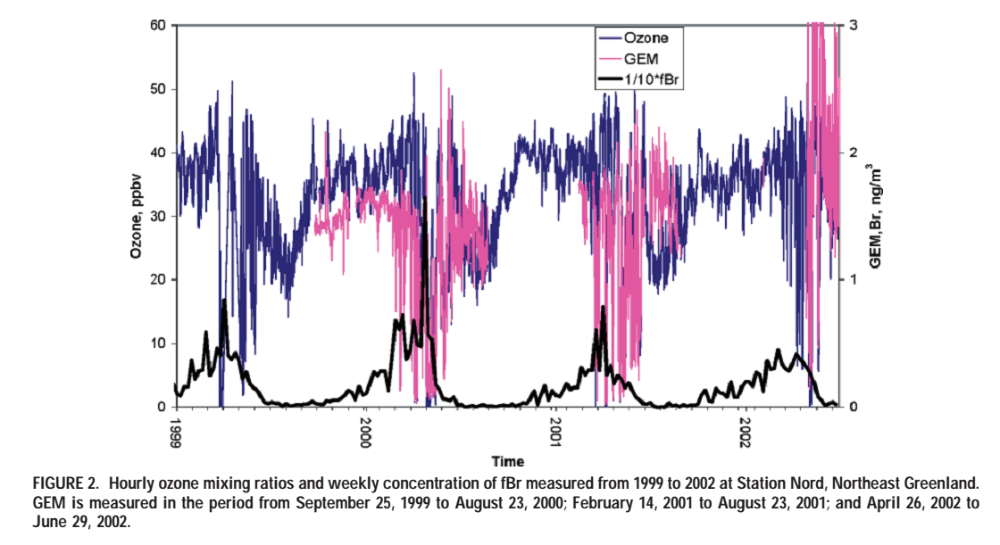 60
50
40
30
20
10
0
Ozone, ppbv
3
2
1
0
GEM,Br, ng/m3
Ozone
GEM
1/10*fBr
1999
2000
2001
2002
Time
FIGURE 2. Hourly ozone mixing ratios and weekly concentration of fBr measured from 1999 to 2002 at Station Nord, Northeast Greenland.
GEM is measured in the period from September 25, 1999 to August 23, 2000; February 14, 2001 to August 23, 2001; and April 26, 2002 to
June 29, 2002.